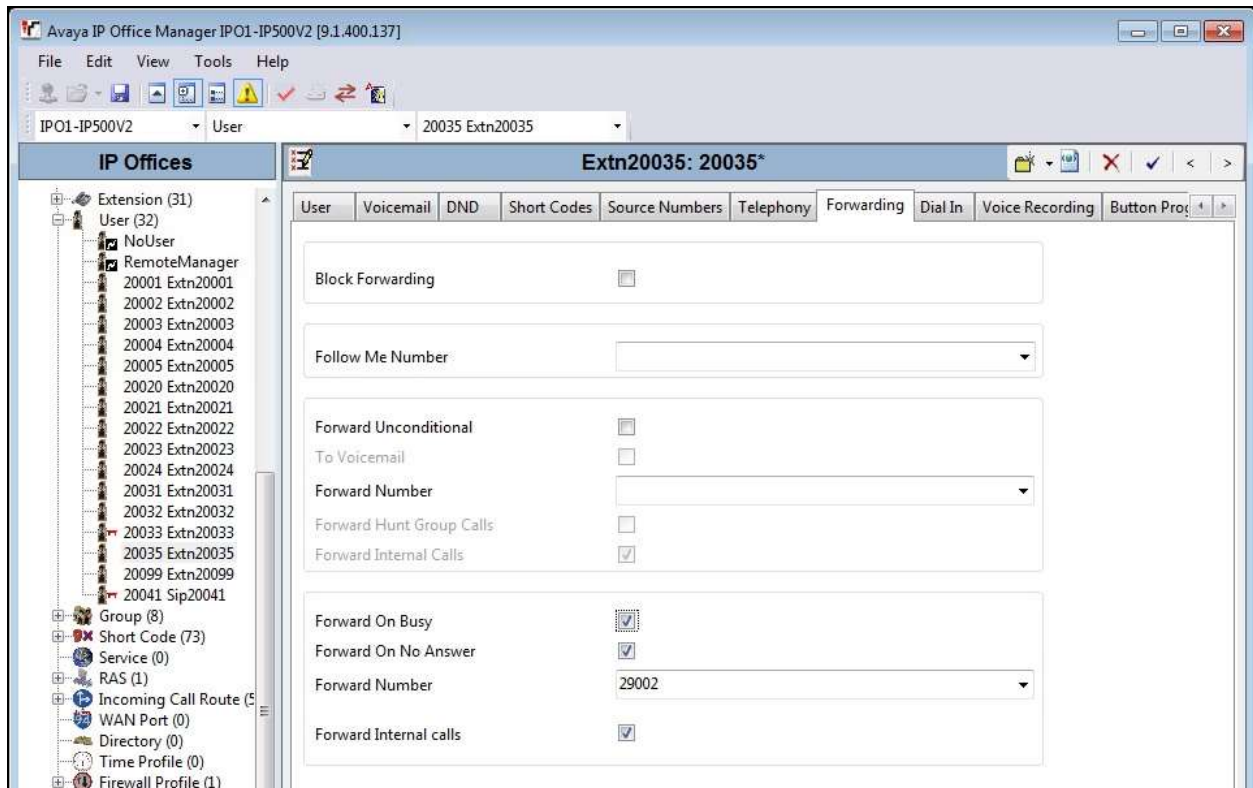 Avaya IP Office Manager IPO1-IP500V2 [9.1.400.137]
File Edit View Tools Help
IPO1-IP500V2 User 20035 Extn20035
IP Offices
Extension (31)
User (32)
NoUser
RemoteManager
20001 Extn20001
20002 Extn20002
20003 Extn20003
20004 Extn20004
20005 Extn20005
20020 Extn20020
20021 Extn20021
20022 Extn20022
20023 Extn20023
20024 Extn20024
20031 Extn20031
20032 Extn20032
20033 Extn20033
20035 Extn20035
20099 Extn20099
20041 Sip20041
Group (8)
Short Code (73)
Service (0)
RAS (1)
Incoming Call Route (5
WAN Port (0)
Directory (0)
Time Profile (0)
Firewall Profile (1)
Extn20035: 20035*
User Voicemail DND Short Codes Source Numbers Telephony Forwarding Dial In Voice Recording Button Prog
Block Forwarding
Follow Me Number
Forward Unconditional
To Voicemail
Forward Number
Forward Hunt Group Calls
Forward Internal Calls
Forward On Busy
Forward On No Answer
Forward Number 29002
Forward Internal calls